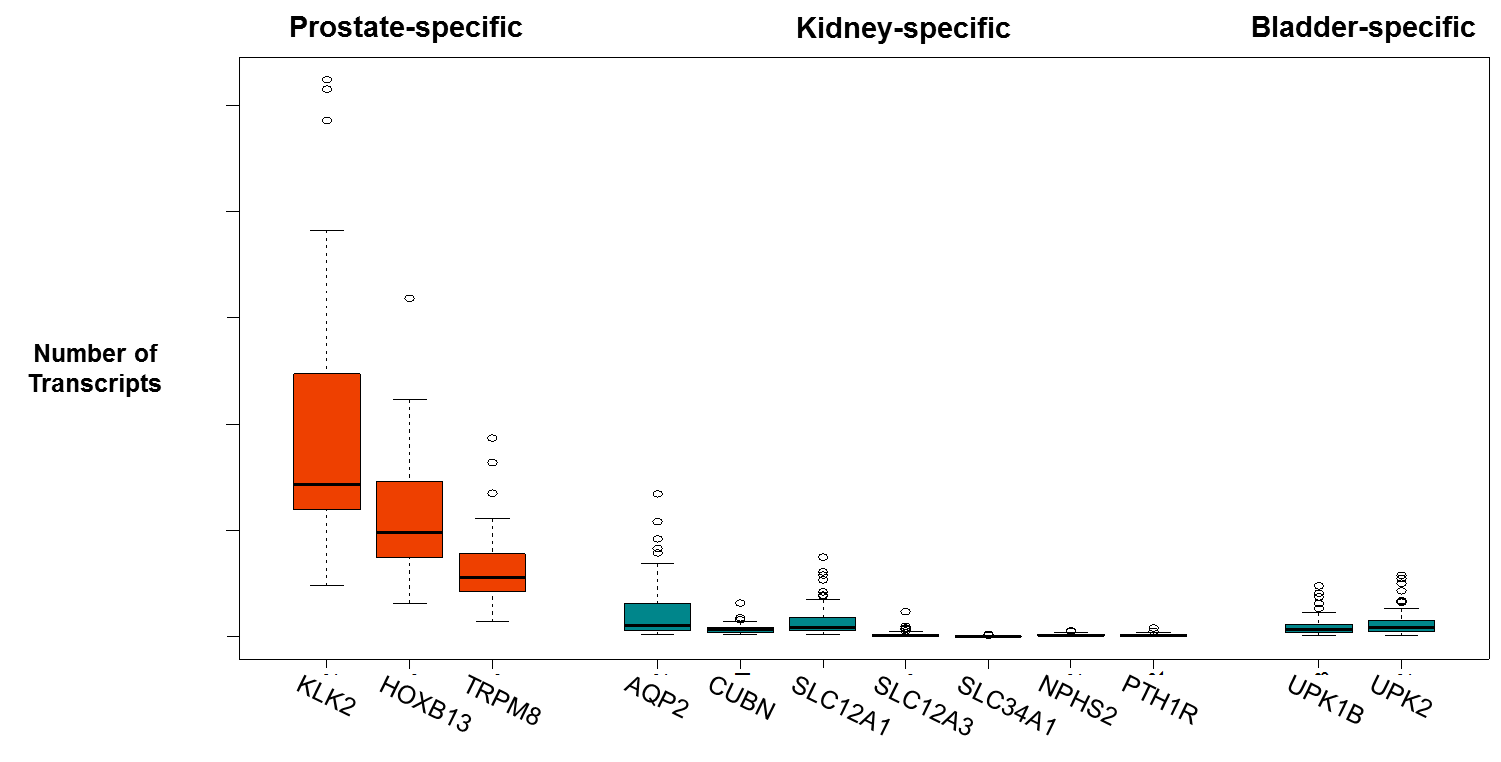 Prostate-specific
Kidney-specific
Bladder-specific
Number of
Transcripts
KLK2
HOXB13
TRPM8
AQP2
CUBN
SLC12A1
SLC12A3
SLC34A1
NPHS2
PTH1R
UPK1B
UPK2